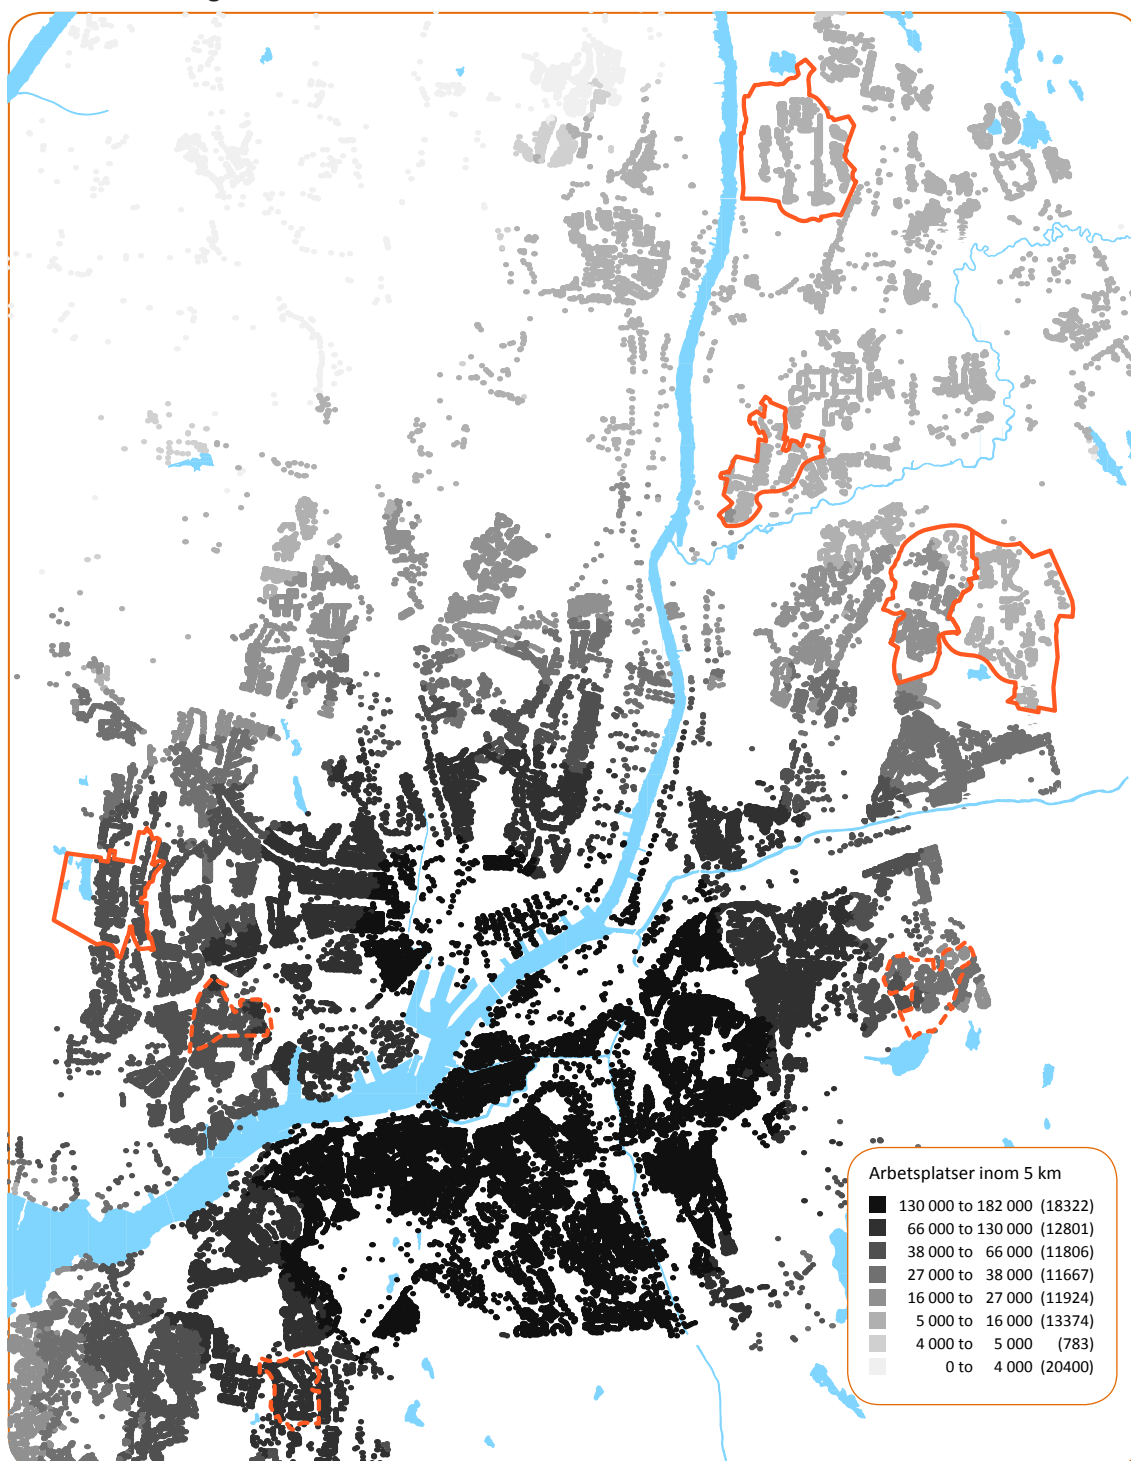 Arbetsplatser inom 5 km
130 000 to 182 000 (18322)
66 000 to 130 000 (12801)
38 000 to 66 000 (11806)
27 000 to 38 000 (11667)
16 000 to 27 000 (11924)
5 000 to 16 000 (13374)
4 000 to 5 000 (783)
0 to 4 000 (20400)